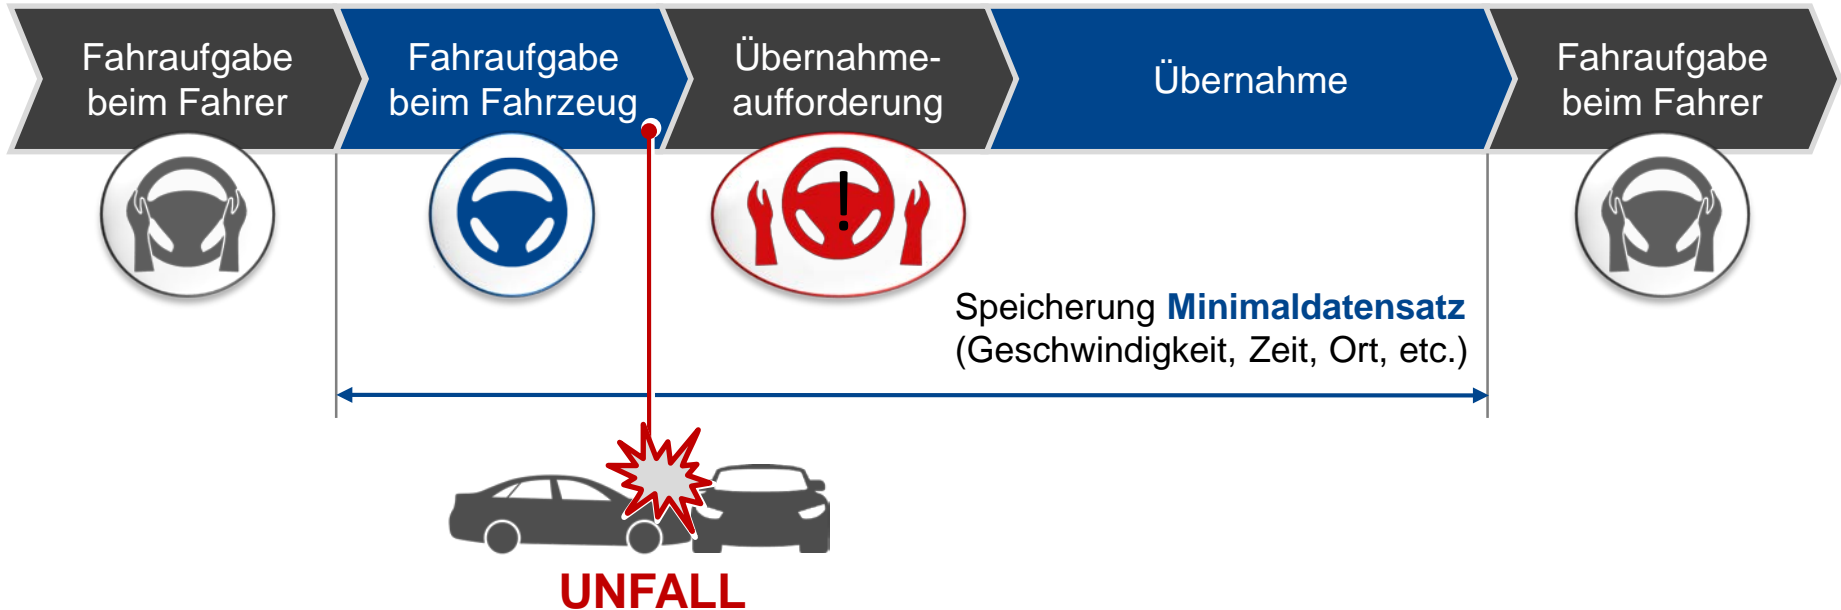 Fahraufgabe
beim Fahrer
Fahraufgabe
beim Fahrzeug
Übernahme-
aufforderung
Übernahme
Fahraufgabe
beim Fahrer
!
Speicherung Minimaldatensatz
(Geschwindigkeit, Zeit, Ort, etc.)
UNFALL